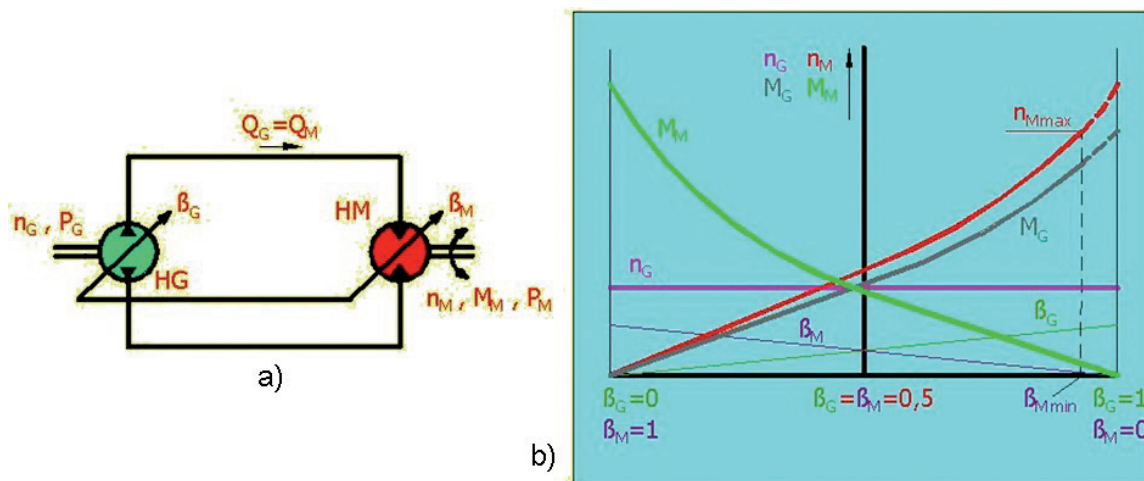 Q_G=Q_M
n_G , P_G
ß_G
HG
HM
ß_M
n_M , M_M , P_M
a)
n_G n_M
M_G M_M
M_M
n_Mmax
M_G
n_G
ß_G
ß_M
ß_G=0
ß_M=1
ß_G=ß_M=0,5
ß_Mmin
ß_G=1
ß_M=0
b)